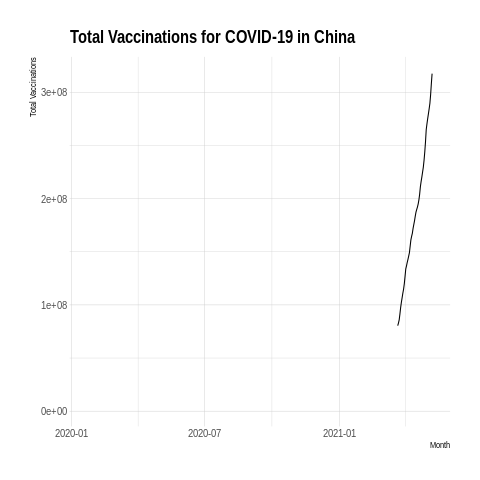 Total Vaccinations for COVID-19 in China
Total Vaccinations
3e+08
2e+08
1e+08
0e+00
2020-01 2020-07 2021-01
Month